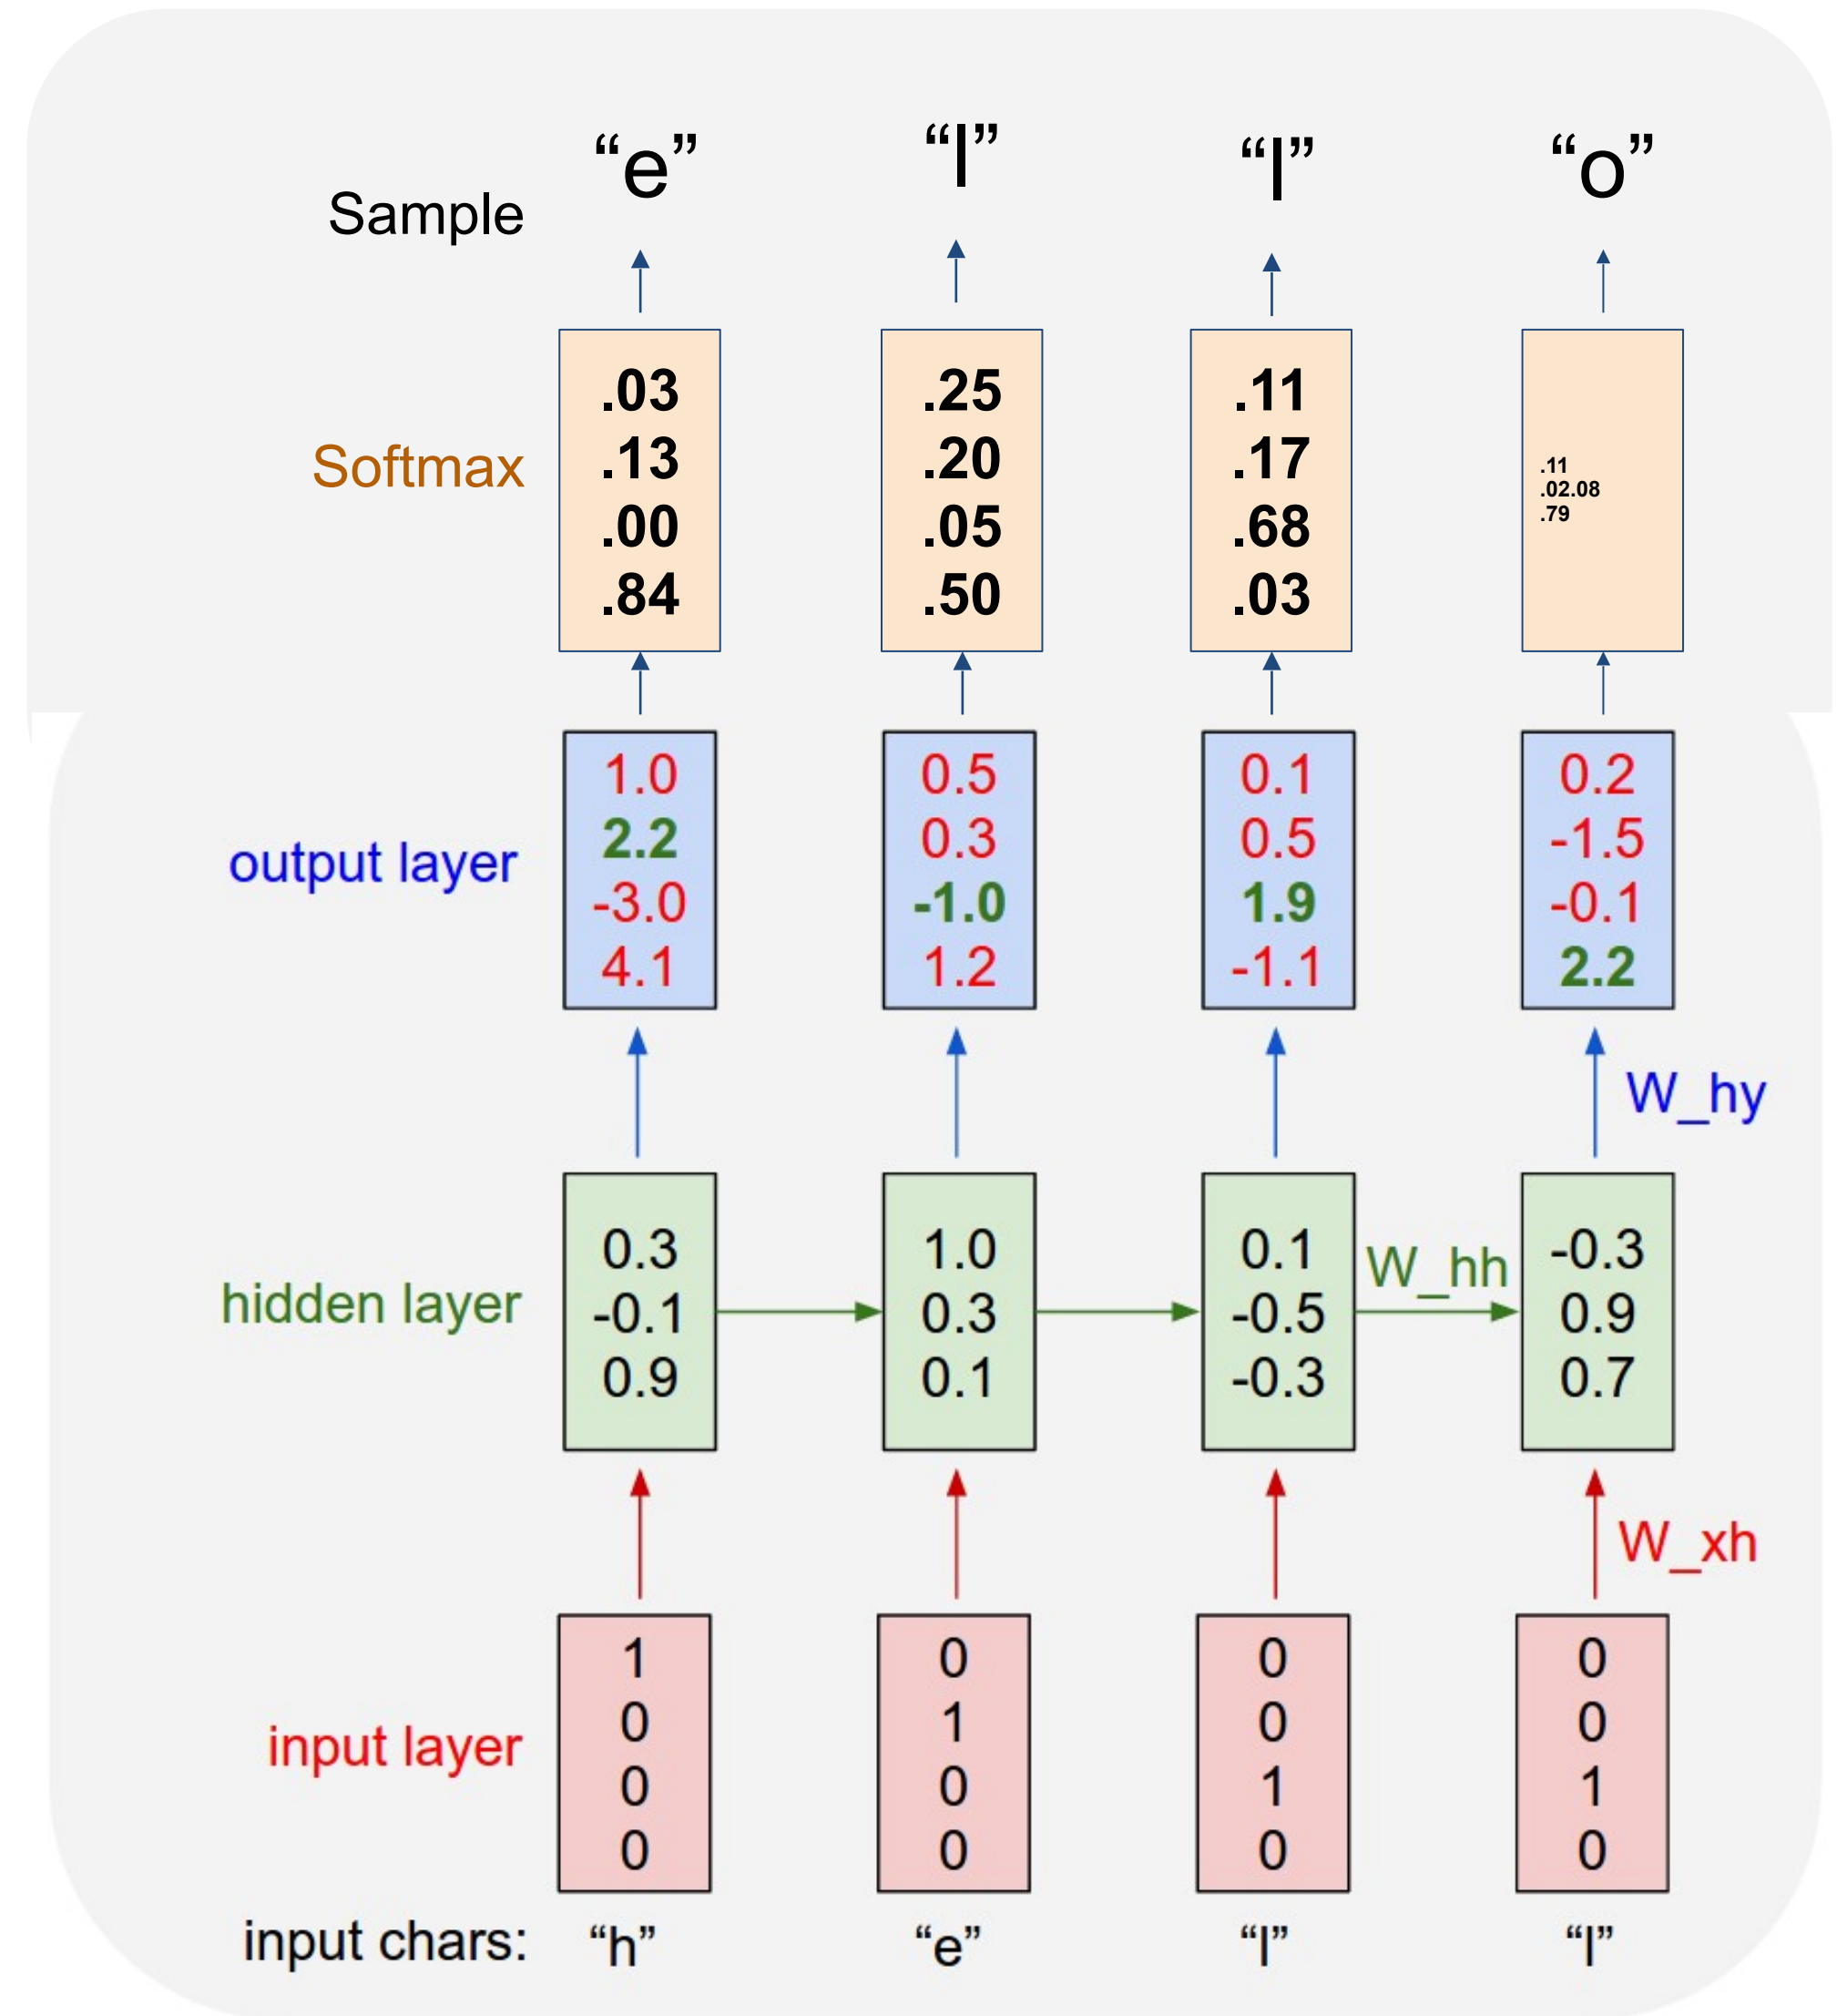 “e” “l” “l” “o”
Sample
Softmax
.03 .25 .11 .11
.13 .20 .17 .02.08
.00 .05 .68 .79
.84 .50 .03
output layer
1.0 0.5 0.1 0.2
2.2 0.3 0.5 -1.5
-3.0 -1.0 1.9 -0.1
4.1 1.2 -1.1 2.2
W_hy
hidden layer
0.3 1.0 0.1 W_hh -0.3
-0.1 0.3 -0.5 0.9
0.9 0.1 -0.3 0.7
W_xh
input layer
1 0 0 0
0 1 0 0
0 0 1 1
0 0 0 0
input chars: “h” “e” “l” “l”